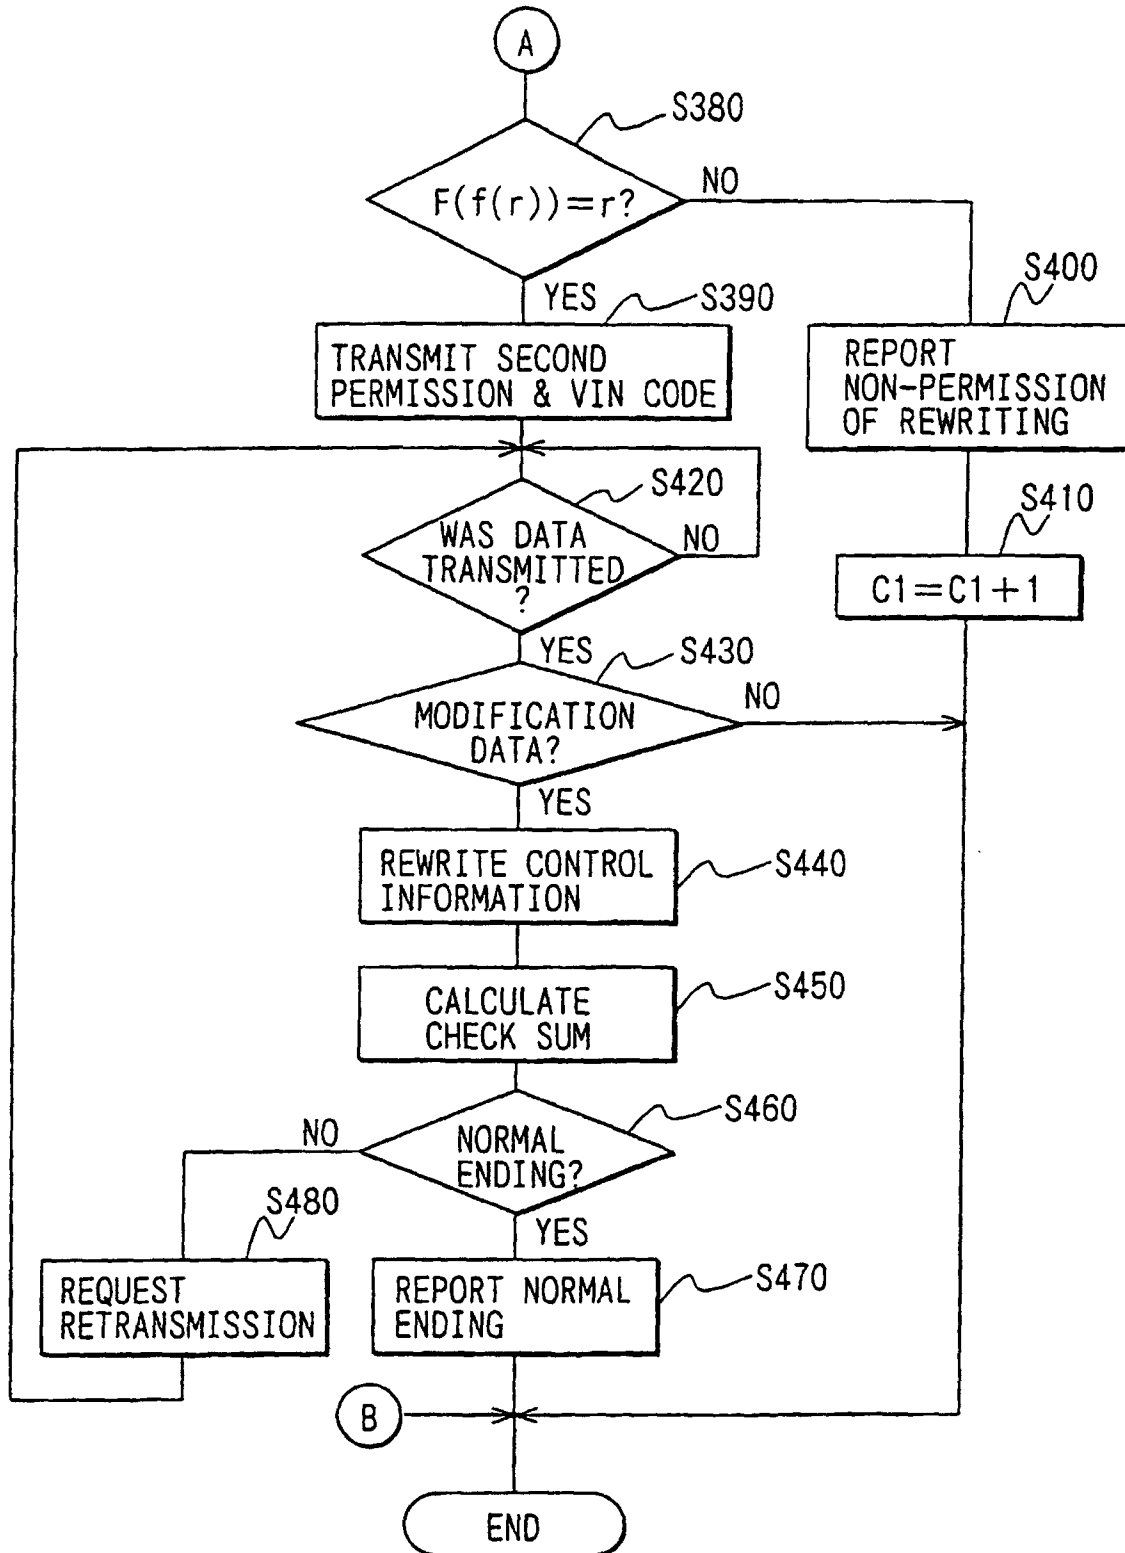 A
S380
F(f(r))=r?
NO
YES
S390
S400
TRANSMIT SECOND
PERMISSION & VIN CODE
REPORT
NON-PERMISSION
OF REWRITING
S420
S410
WAS DATA
TRANSMITTED
?
NO
C1=C1+1
YES
S430
MODIFICATION
DATA?
NO
YES
REWRITE CONTROL
INFORMATION
S440
CALCULATE
CHECK SUM
S450
S460
NORMAL
ENDING?
NO
S480
YES
REQUEST
RETRANSMISSION
REPORT NORMAL
ENDING
S470
B
END